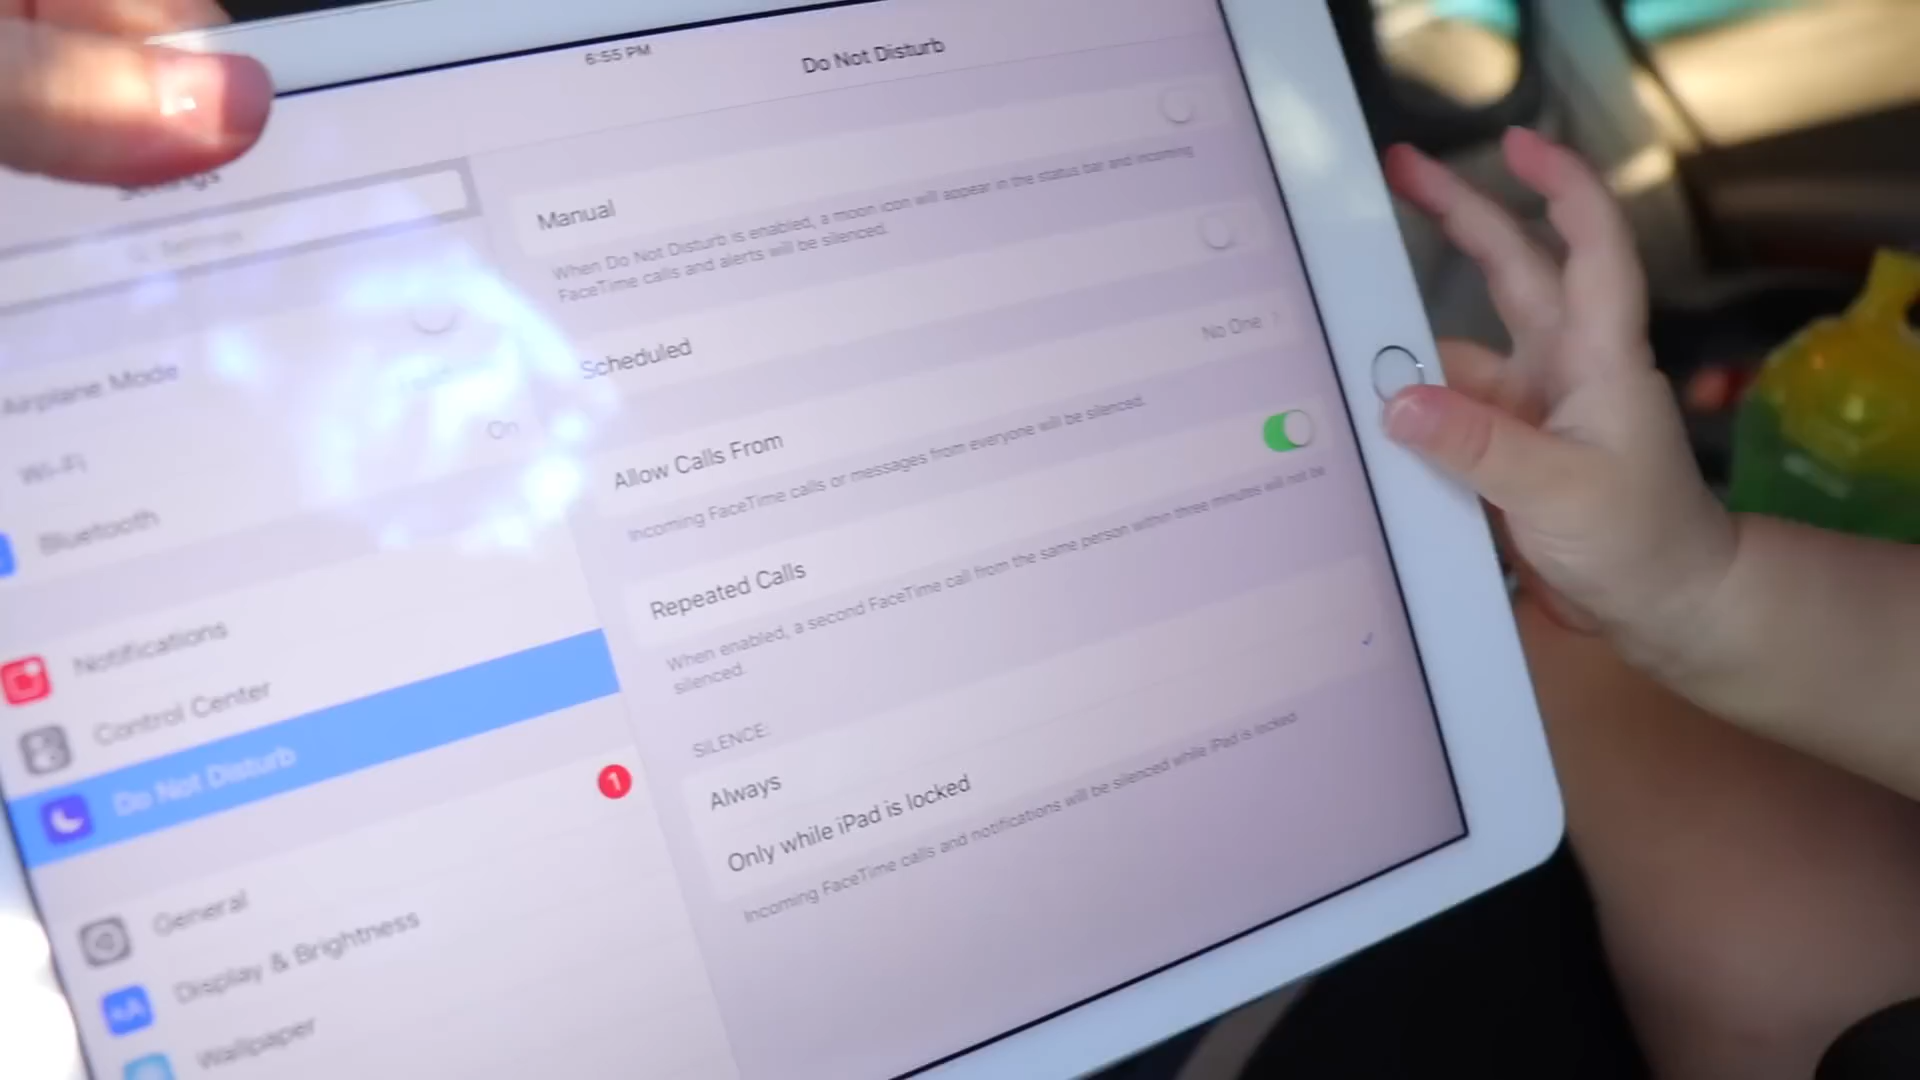 6:55 PM
Do Not Disturb
Settings
Settings
Airplane Mode
Wi-Fi
Bluetooth
On
Notifications
Control Center
Do Not Disturb
General
1
Display & Brightness
Wallpaper
Manual
When Do Not Disturb is enabled, a moon icon will appear in the status bar and incoming
FaceTime calls and alerts will be silenced.
Scheduled
Allow Calls From
No One
Incoming FaceTime calls or messages from everyone will be silenced.
Repeated Calls
When enabled, a second FaceTime call from the same person within three minutes will not be
silenced.
SILENCE:
Always
Only while iPad is locked
Incoming FaceTime calls and notifications will be silenced while iPad is locked